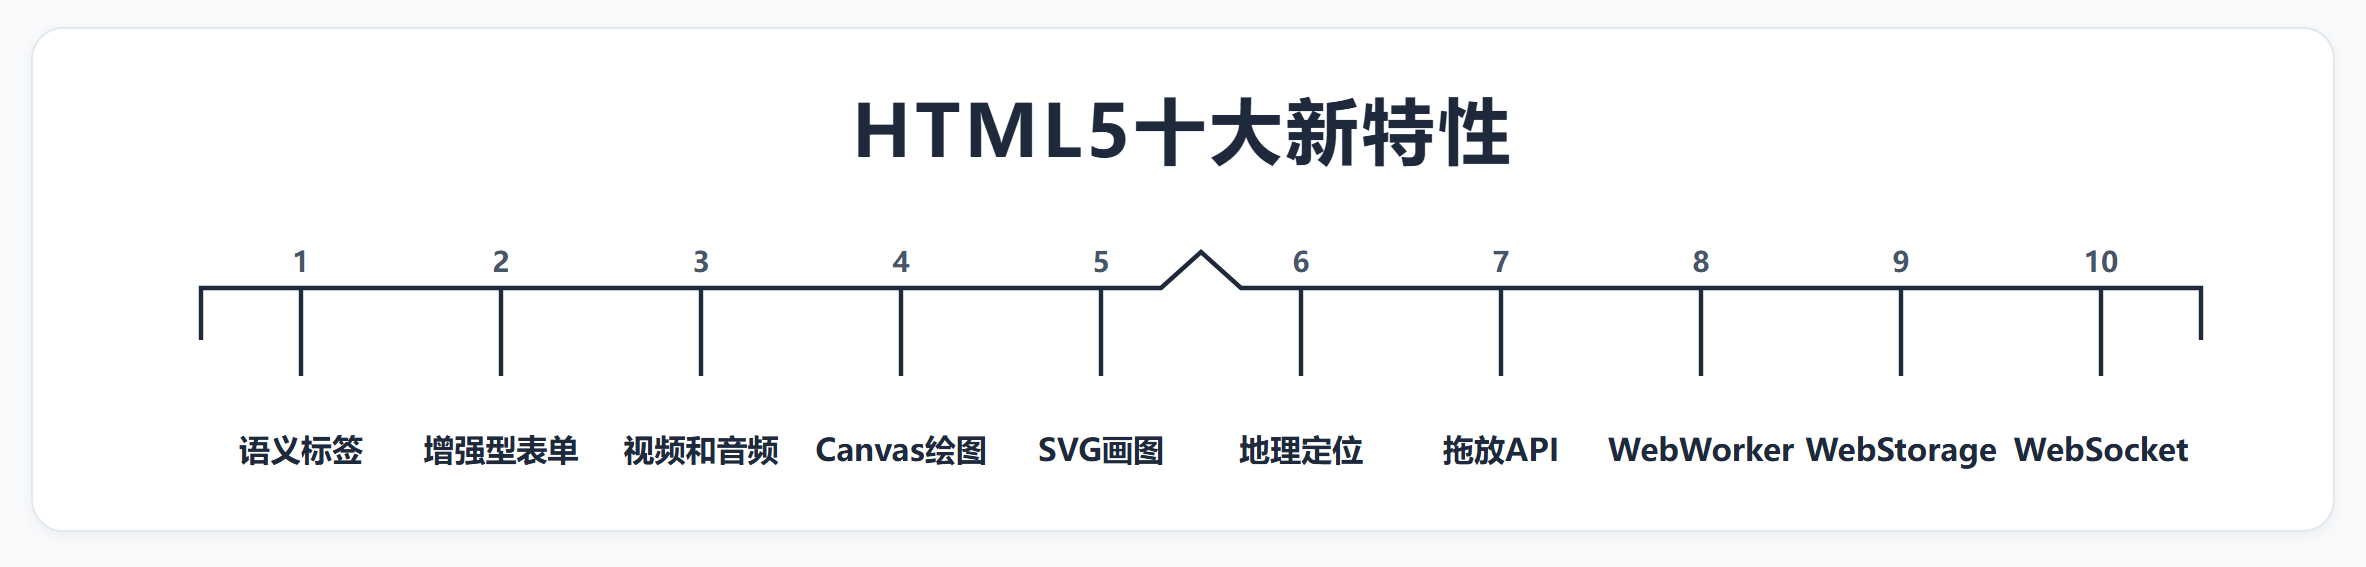 HTML5十大新特性
1 2 3 4 5 6 7 8 9 10
语义标签 增强型表单 视频和音频 Canvas绘图 SVG画图 地理定位 拖放API WebWorker WebStorage WebSocket